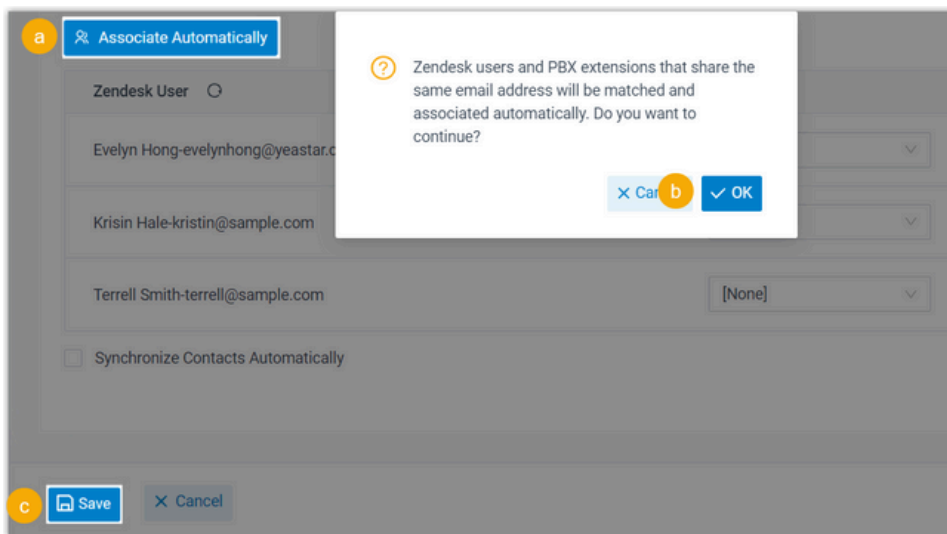 a
Associate Automatically
Zendesk users and PBX extensions that share the
same email address will be matched and
associated automatically. Do you want to
continue?
Zendesk User
Evelyn Hong-evelynhong@yeastar.c
Car
b
OK
Krisin Hale-kristin@sample.com
Terrell Smith-terrell@sample.com
[None]
Synchronize Contacts Automatically
c
Save
Cancel